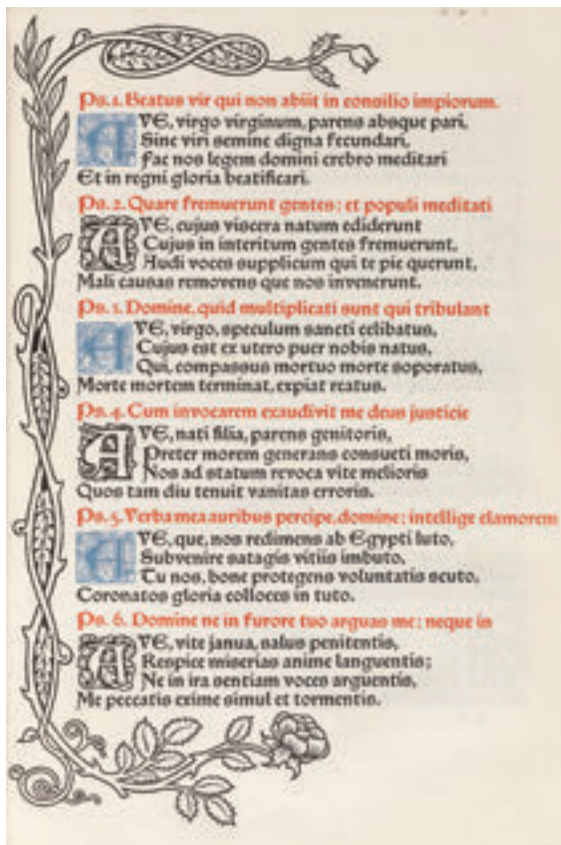 Ps. 1. Beatus vir qui non abiit in consilio impiorum.
AVE, virgo virginum, parens absque pari,
Sine viri semine digna fecundari,
Fac nos legem domini crebro meditari
Et in regni gloria beatificari.
Ps. 2. Quare fremuerunt gentes: et populi meditati
AVE, cujus viscera natum ediderunt
Cujus in interitum gentes fremuerunt,
Audi voces supplicum qui te pie querunt,
Mali causas removens que nos invenerunt.
Ps. 3. Domine, quid multiplicati sunt qui tribulant
AVE, virgo, speculum sancti celibatus,
Cujus est ex utero puer nobis natus,
Qui, compassus mortuo morte soporatus,
Morte mortem terminat, expiat reatus.
Ps. 4. Cum invocarem exaudivit me deus justicie
AVE, nati filia, parens genitoris,
Preter morem generans consueti moris,
Nos ad statum revoca vite melioris
Quos tam diu tenuit vanitas erroris.
Ps. 5. Verba mea auribus percipe, domine: intellige clamorem
AVE, que, nos redimens ab Egypti luto,
Subvenire satagis vitiis imbuto,
Tu nos, bone protegens voluntatis scuto,
Coronatos gloria colloces in tuto.
Ps. 6. Domine ne in furore tuo arguas me: neque in
AVE, vite janua, salus penitentis,
Respice miserias anime languentis;
Ne in ira sentiam voces arguentis,
Me peccatis exime simul et tormentis.